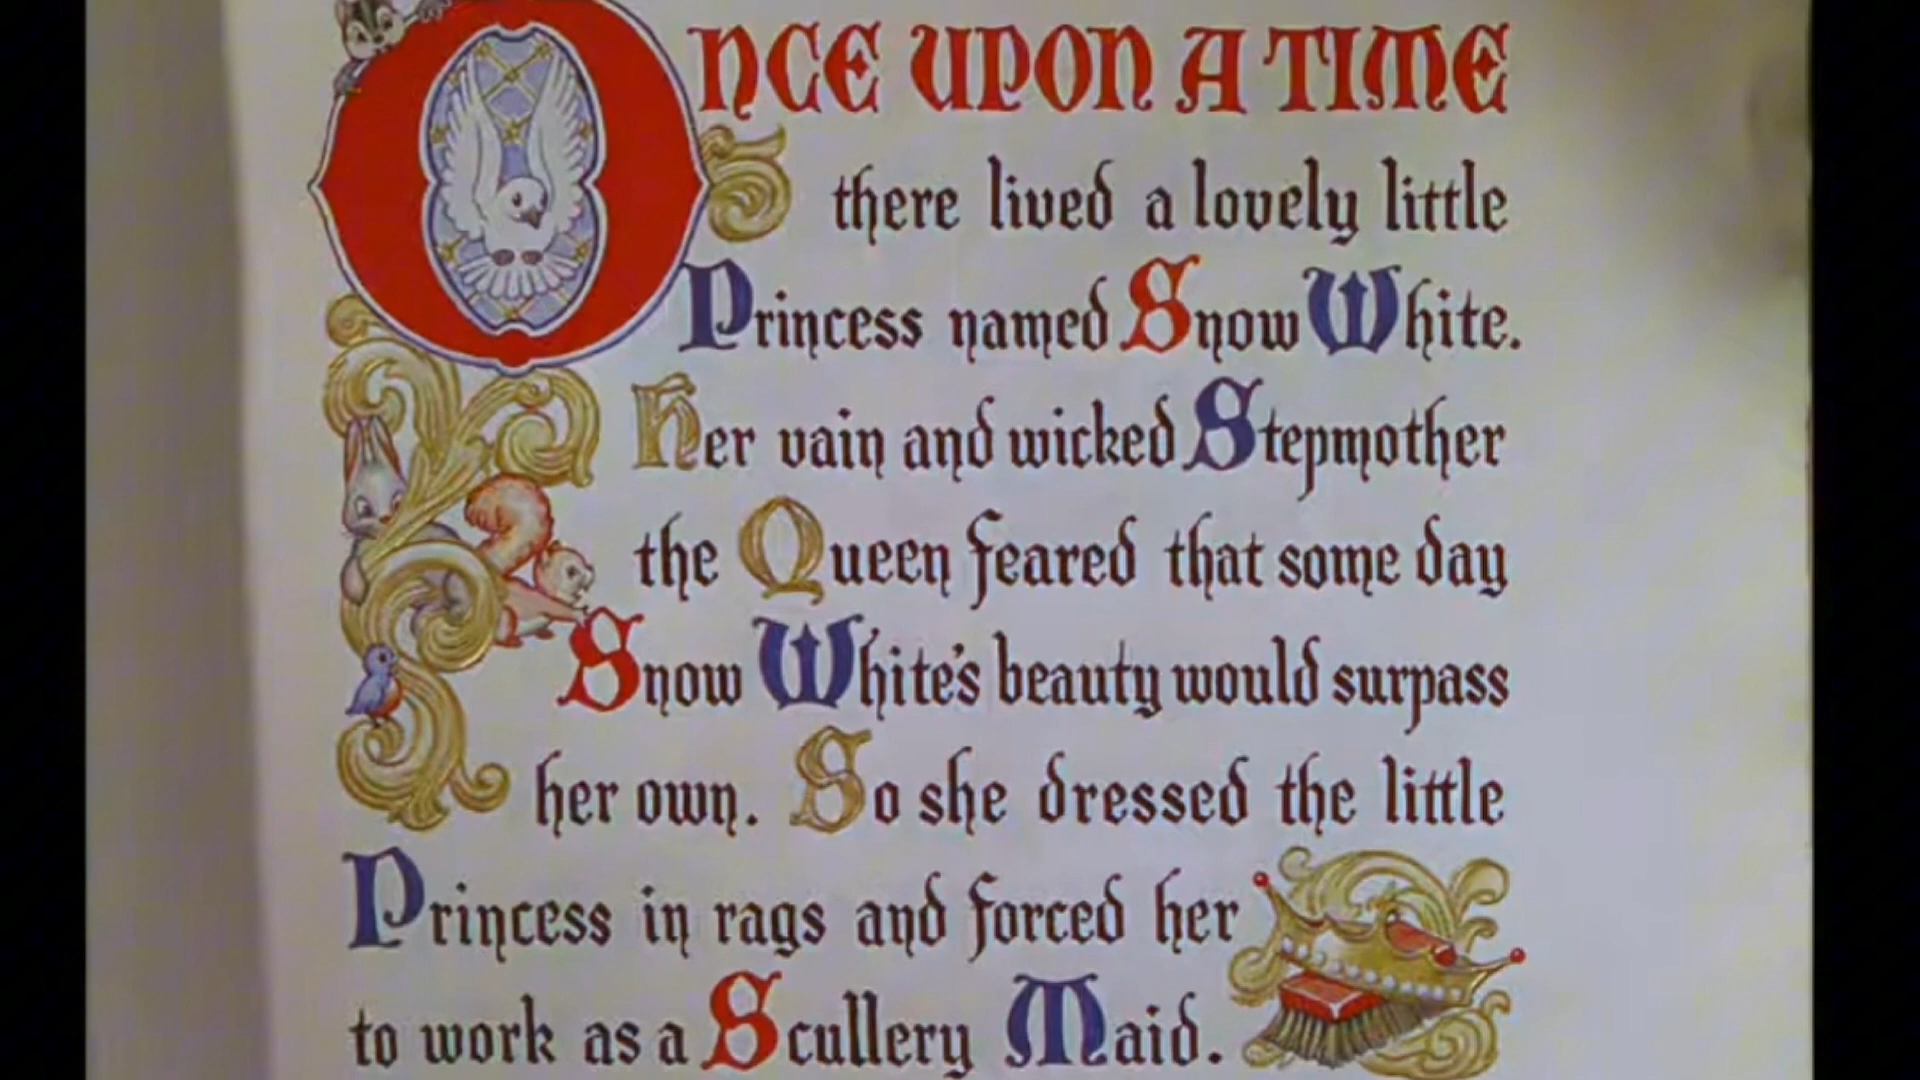 ONCE UPON A TIME
there lived a lovely little
Princess named Snow White.
Her vain and wicked Stepmother
the Queen feared that some day
Snow White's beauty would surpass
her own. So she dressed the little
Princess in rags and forced her
to work as a Scullery Maid.